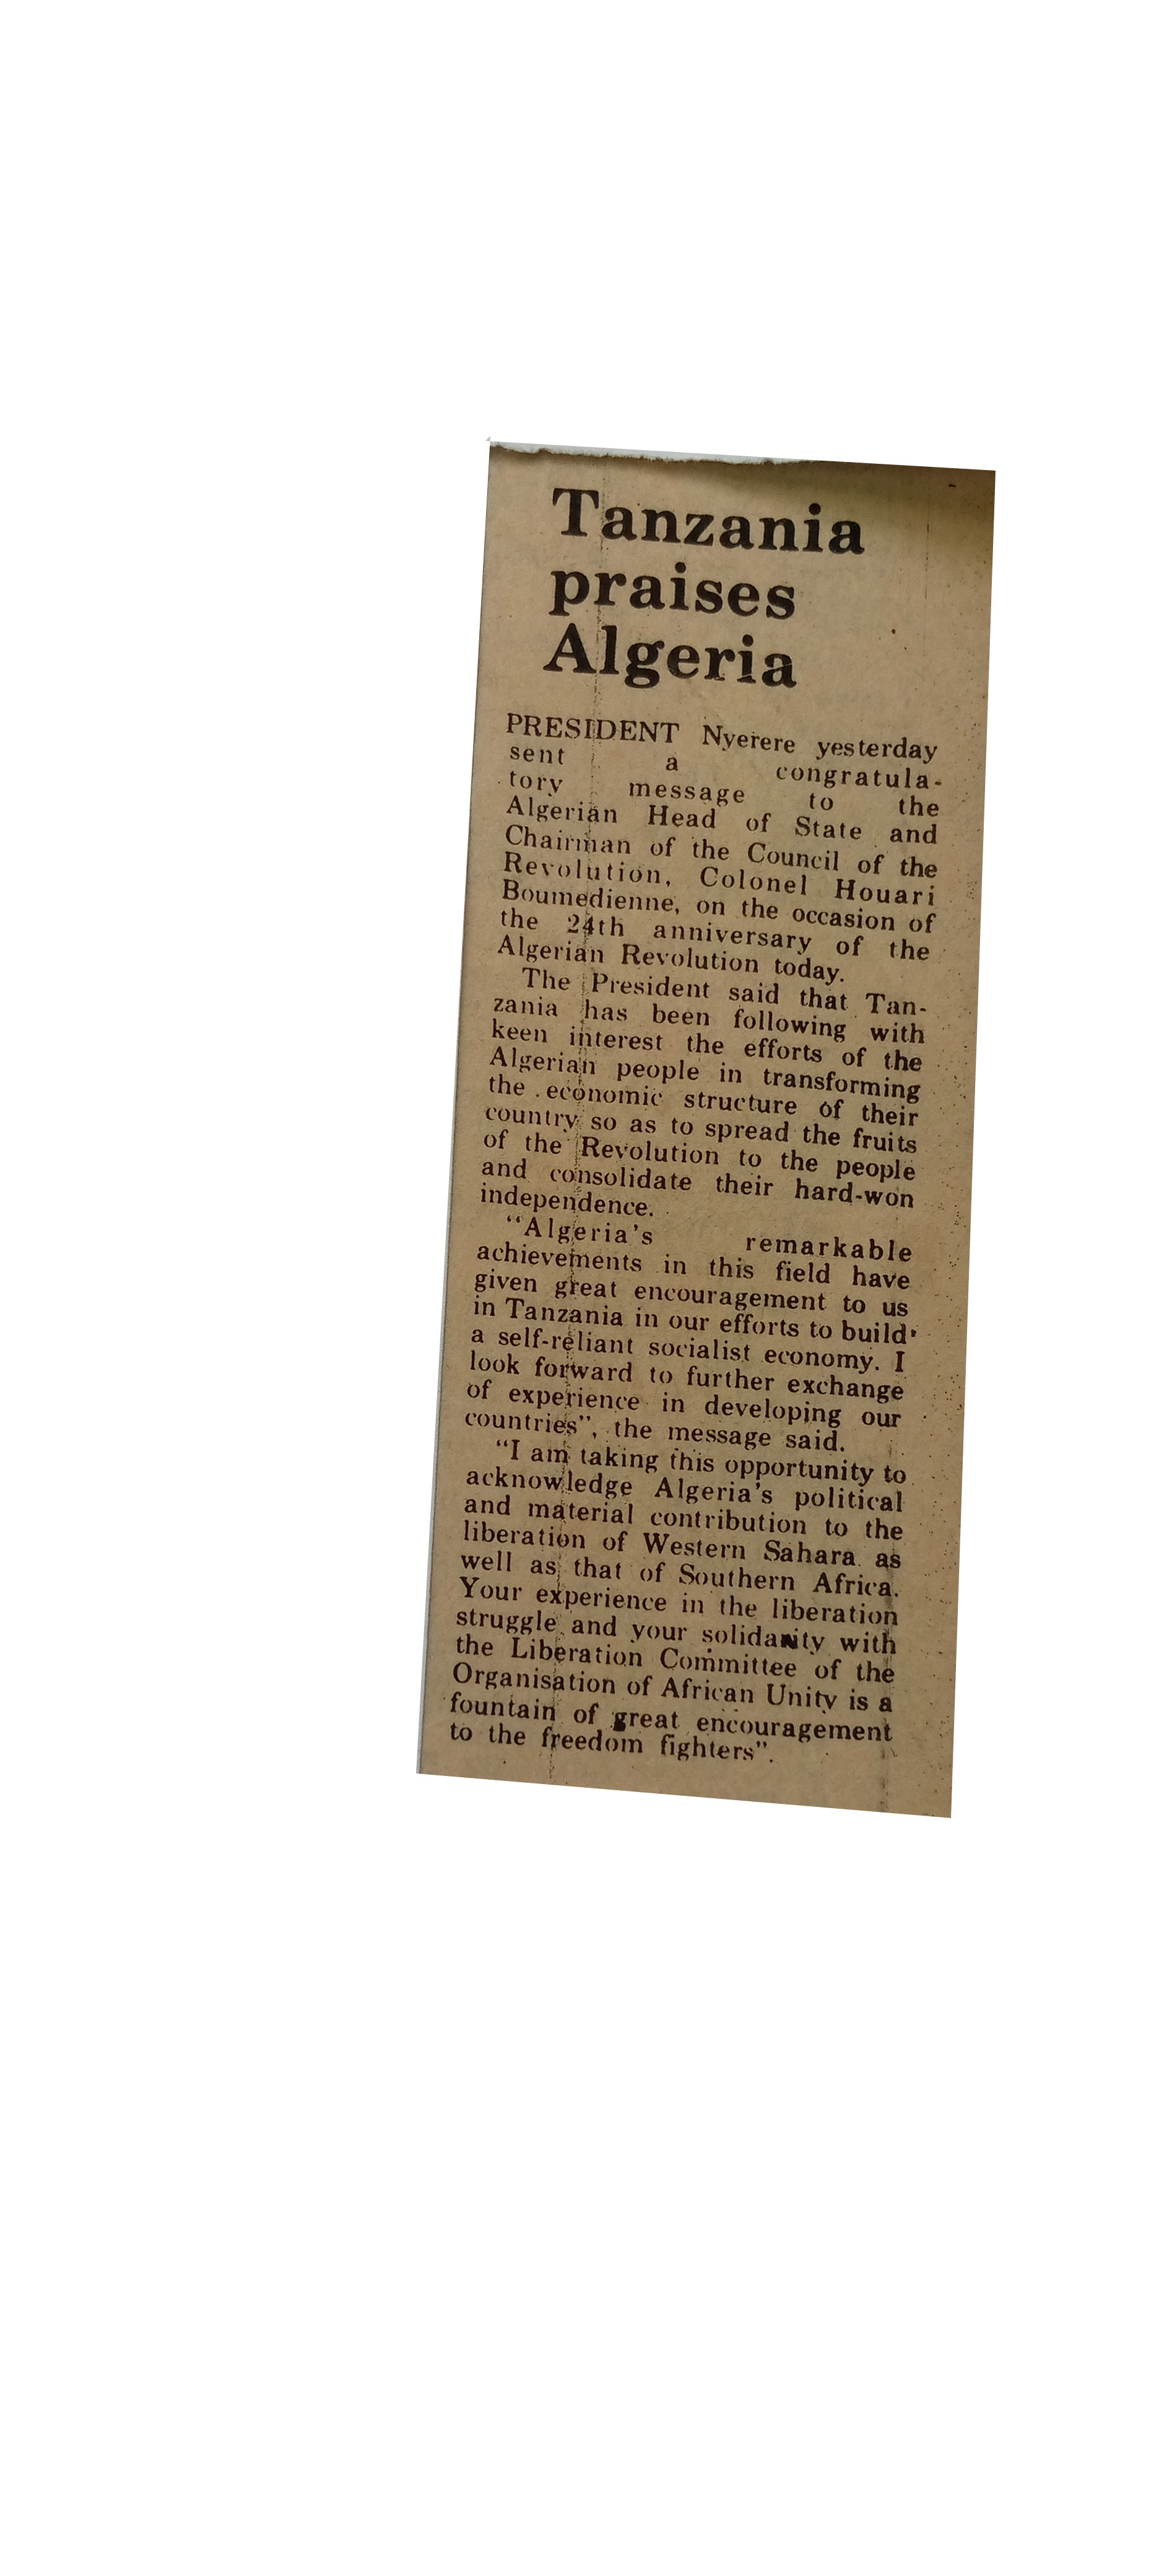 Tanzania
praises
Algeria
PRESIDENT Nyerere yesterday
sent a congratula-
tory message to the
Algerian Head of State and
Chairman of the Council of the
Revolution, Colonel Houari
Boumedienne, on the occasion of
the 24th anniversary of the
Algerian Revolution today.
The President said that Tan-
zania has been following with
keen interest the efforts of the
Algerian people in transforming
the economic structure of their
country so as to spread the fruits
of the Revolution to the people
and consolidate their hard-won
independence.
"Algeria's remarkable
achievements in this field have
given great encouragement to us
in Tanzania in our efforts to build
a self-reliant socialist economy. I
look forward to further exchange
of experience in developing our
countries", the message said.
"I am taking this opportunity to
acknowledge Algeria's political
and material contribution to the
liberation of Western Sahara as
well as that of Southern Africa.
Your experience in the liberation
struggle and your solidarity with
the Liberation Committee of the
Organisation of African Unity is a
fountain of great encouragement
to the freedom fighters".